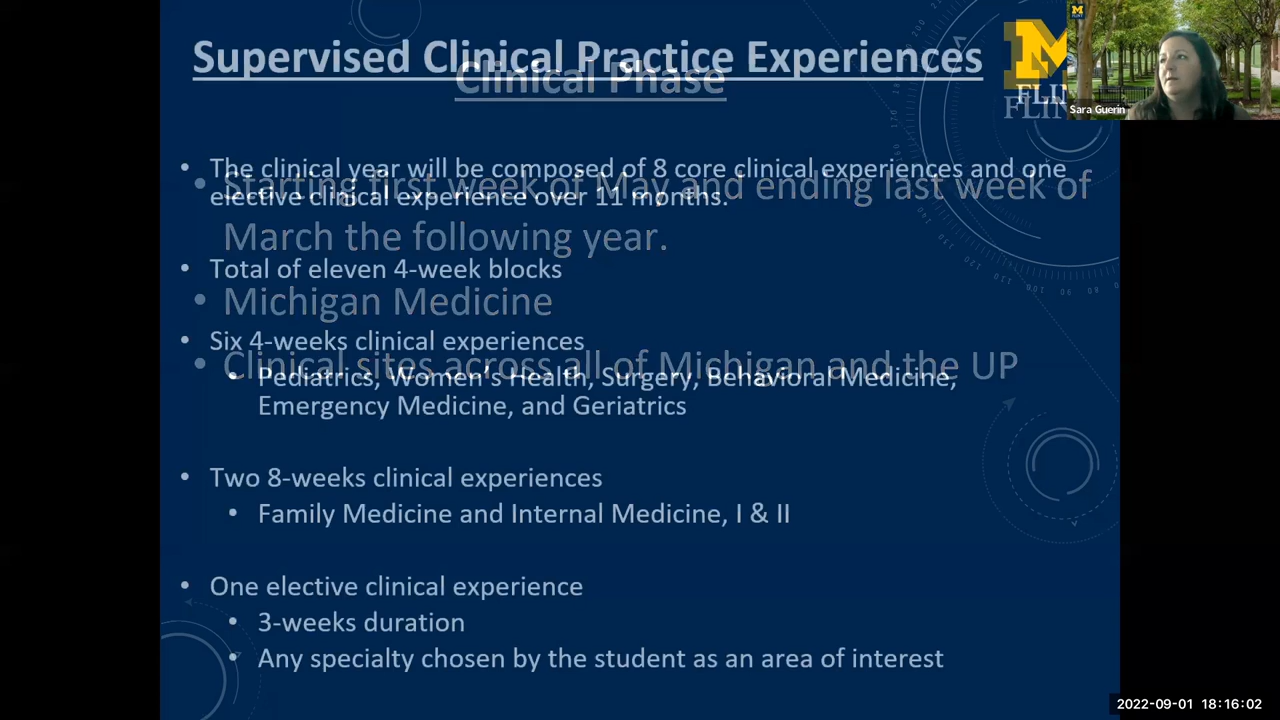 Supervised Clinical Practice Experiences
Clinical Phase
M
FLINT
FLINT
Sara Guerin
• The clinical year will be composed of 8 core clinical experiences and one
elective clinical experience over 11 months.
• Starting first week of May and ending last week of
March the following year.
• Total of eleven 4-week blocks
• Michigan Medicine
• Six 4-weeks clinical experiences
• Clinical sites across all of Michigan and the UP
• Pediatrics, Women's Health, Surgery, Behavioral Medicine,
Emergency Medicine, and Geriatrics
• Two 8-weeks clinical experiences
• Family Medicine and Internal Medicine, I & II
• One elective clinical experience
• 3-weeks duration
• Any specialty chosen by the student as an area of interest
2022-09-01 18:16:02